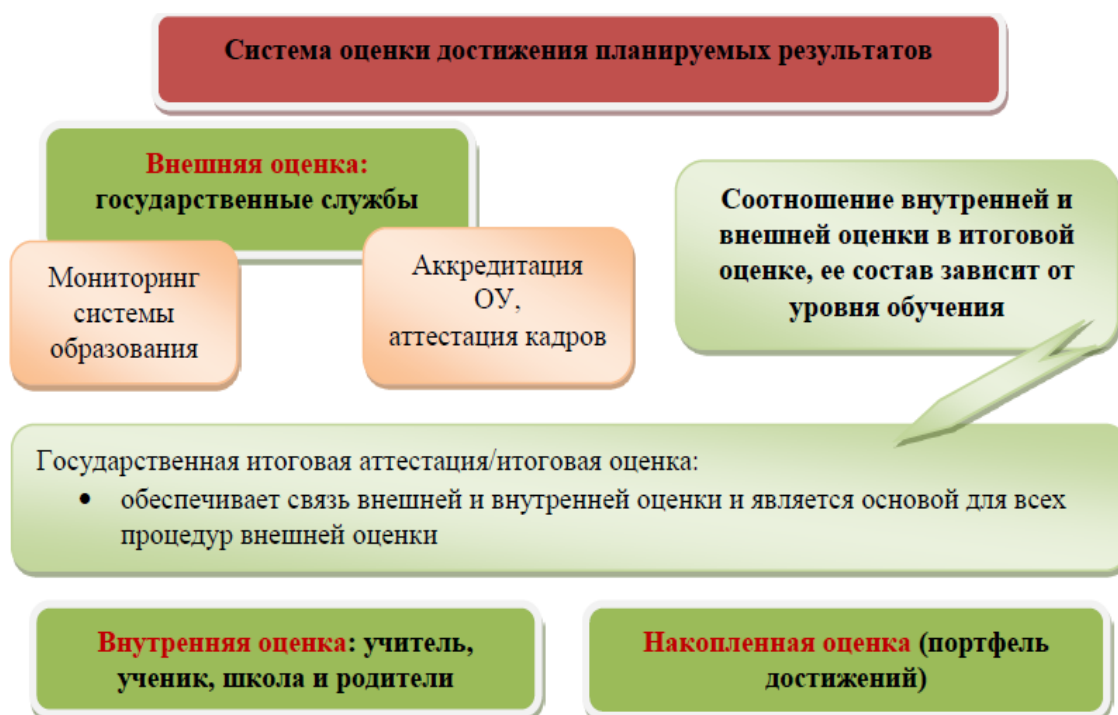 Система оценки достижения планируемых результатов
Внешняя оценка:
государственные службы
Мониторинг
системы
образования
Аккредитация
ОУ,
аттестация кадров
Соотношение внутренней и
внешней оценки в итоговой
оценке, ее состав зависит от
уровня обучения
Государственная итоговая аттестация/итоговая оценка:
• обеспечивает связь внешней и внутренней оценки и является основой для всех
процедур внешней оценки
Внутренняя оценка: учитель,
ученик, школа и родители
Накопленная оценка (портфель
достижений)